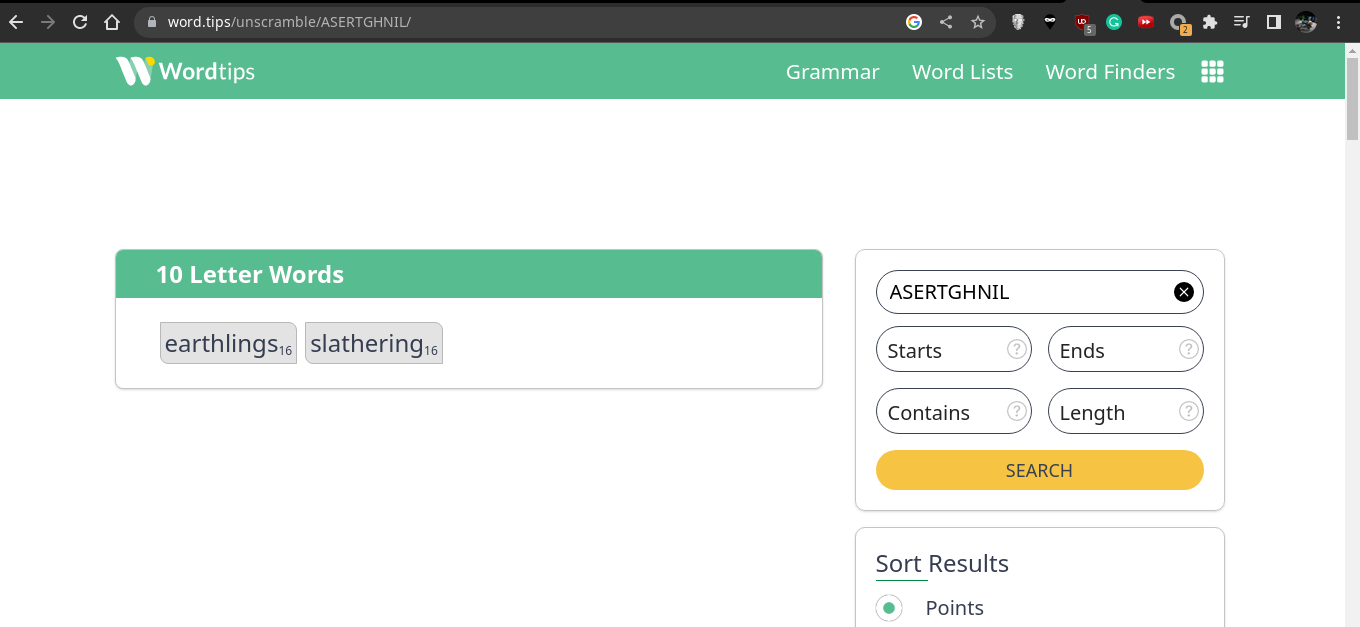 word.tips/unscramble/ASERTGHNIL/
5
2
Wordtips
Grammar
Word Lists
Word Finders
10 Letter Words
earthlings16 slathering16
ASERTGHNIL
Starts ? Ends ?
Contains ? Length ?
SEARCH
Sort Results
Points